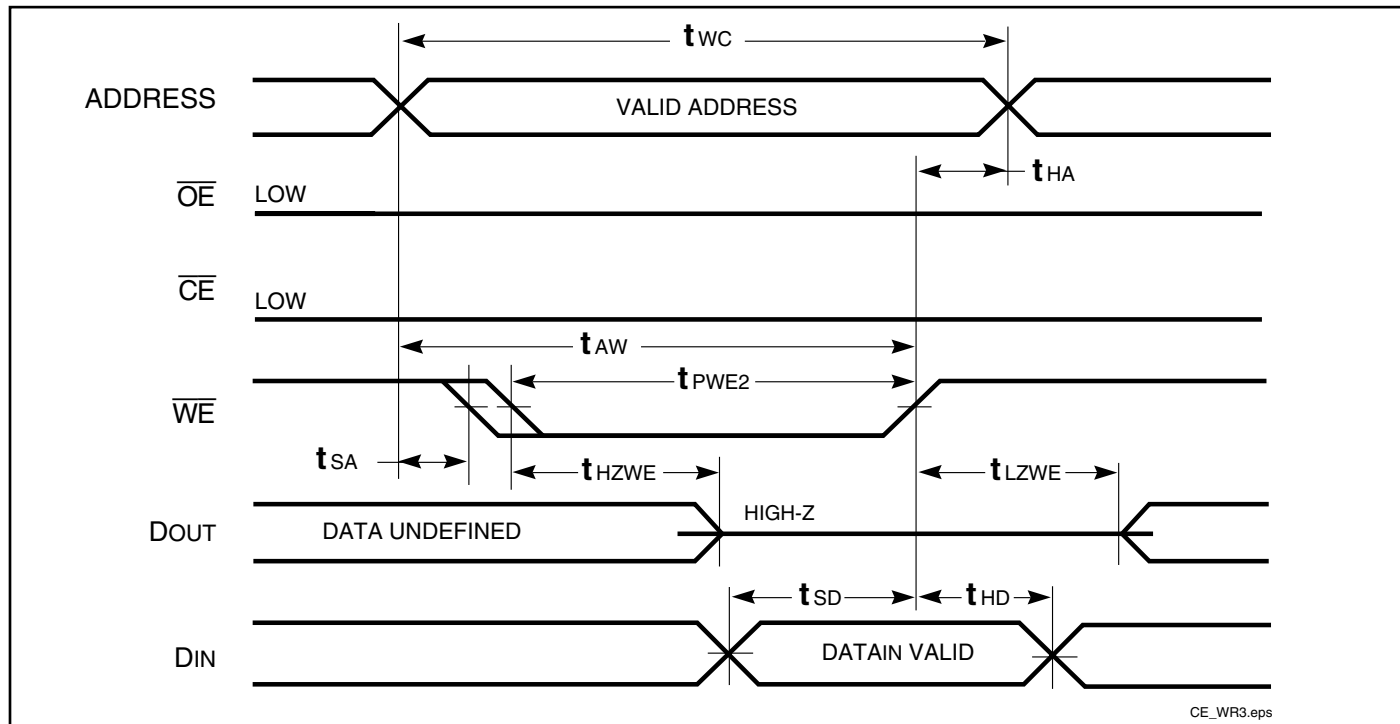 tWC
ADDRESS
VALID ADDRESS
tHA
OE
LOW
CE
LOW
tAW
tPWE2
WE
tSA
tHZWE
tLZWE
HIGH-Z
DOUT
DATA UNDEFINED
tSD
tHD
DIN
DATAIN VALID
CE_WR3.eps